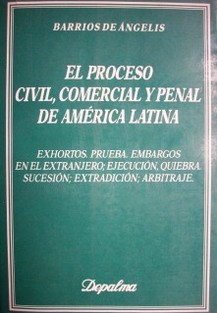 BARRIOS DE ÁNGELIS
EL PROCESO
CIVIL, COMERCIAL Y PENAL
DE AMÉRICA LATINA
EXHORTOS. PRUEBA. EMBARGOS
EN EL EXTRANJERO; EJECUCIÓN, QUIEBRA.
SUCESIÓN; EXTRADICIÓN; ARBITRAJE.
Depalma